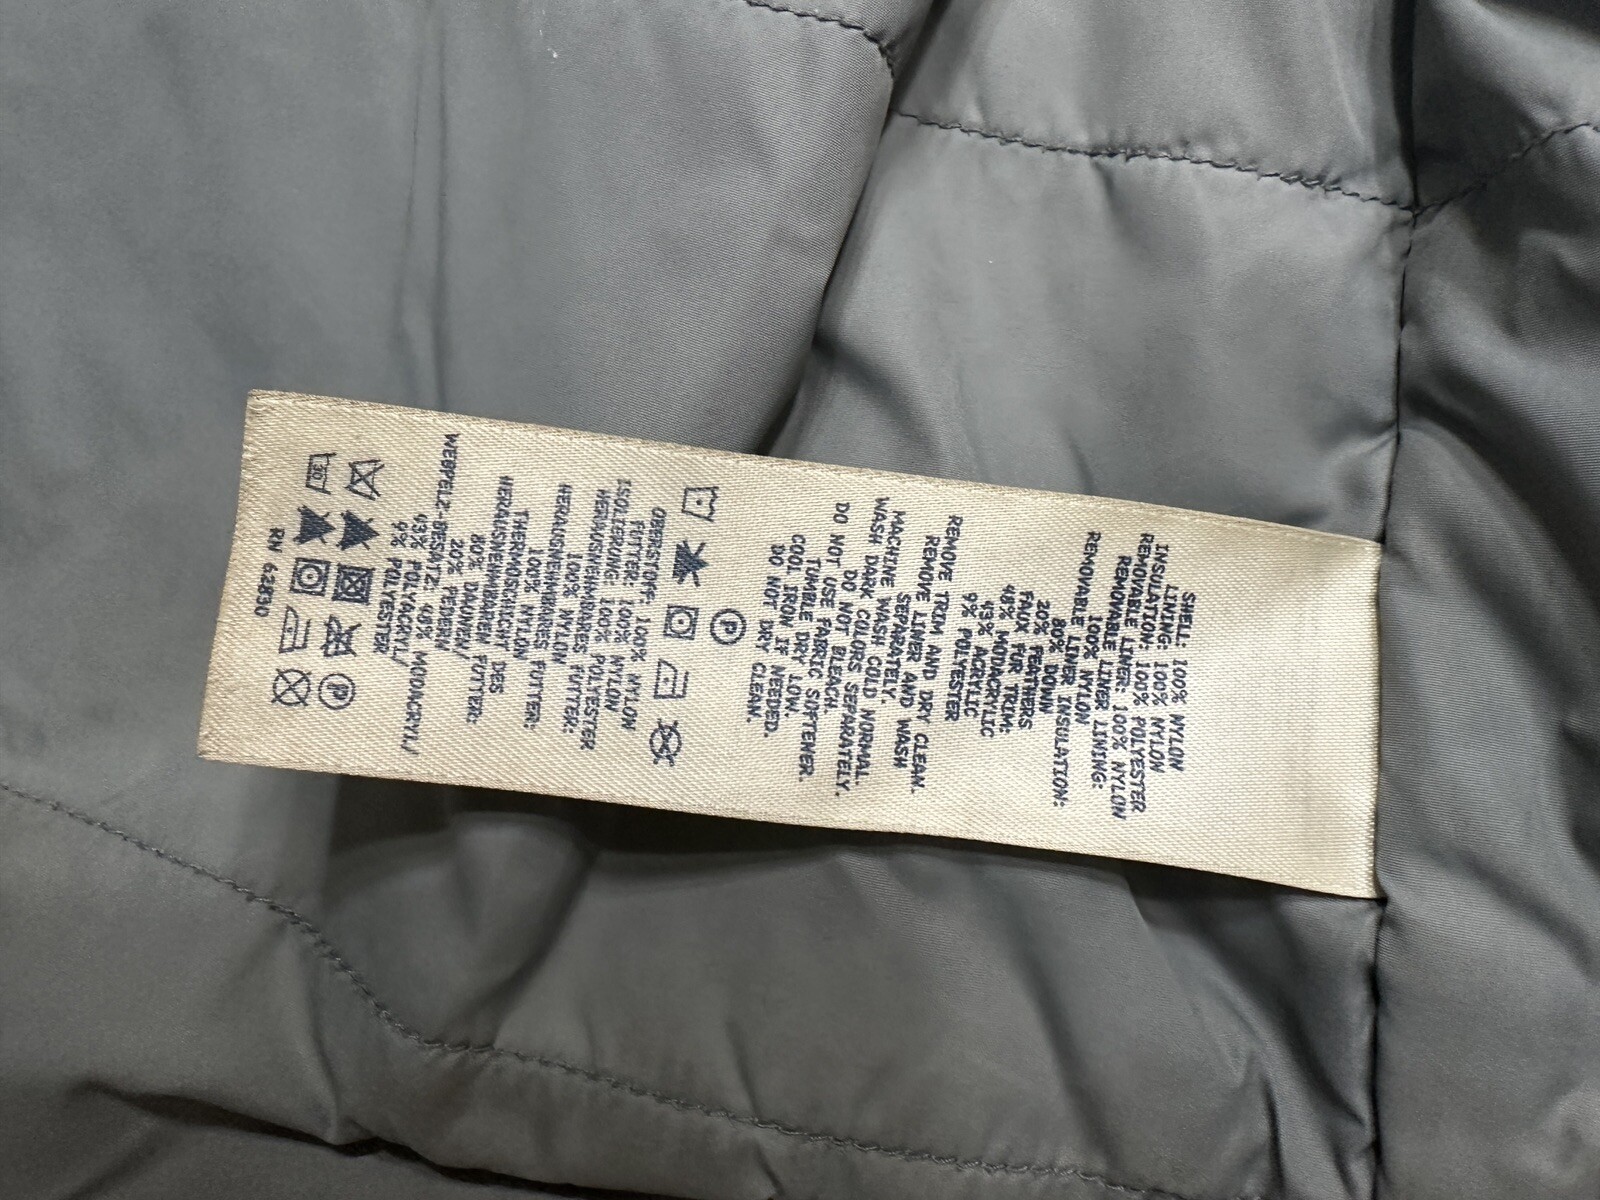 SHELL: 100% NYLON
LINING: 100% NYLON
INSULATION: 100% POLYESTER
REMOVABLE LINER: 100% NYLON
REMOVABLE LINER LINING:
100% NYLON
REMOVABLE LINER INSULATION:
80% DOWN
20% FEATHERS
FAUX FUR TRIM:
48% MODACRYLIC
43% ACRYLIC
9% POLYESTER
REMOVE TRIM AND DRY CLEAN.
REMOVE LINER AND WASH
SEPARATELY.
MACHINE WASH COLD NORMAL
WASH DARK COLORS SEPARATELY.
DO NOT BLEACH.
DO NOT USE FABRIC SOFTENER.
TUMBLE DRY LOW.
COOL IRON IF NEEDED.
DO NOT DRY CLEAN.
P
OBERSTOFF: 100% NYLON
FUTTER: 100% NYLON/
ISOLIERUNG: 100% POLYESTER
HERAUSNEHMBARES FUTTER:
100% NYLON
HERAUSNEHMBARES FUTTER:
100% NYLON
THERMOSCHICHT DES
HERAUSNEHMBAREN FUTTER:
80% DAUNEN/
20% FEDERN
WEBPELZ-BESATZ: 48% MODACRYL/
43% POLYACRYL/
9% POLYESTER
P
30
RN 62830